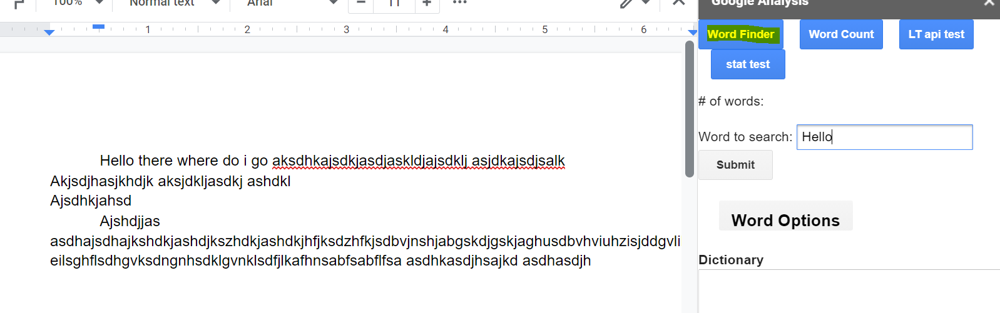 100% Normal text Arial 11
Google Analysis
1 2 3 4 5 6
Word Finder Word Count LT api test
stat test
# of words:
Word to search: Hello
Submit
Word Options
Dictionary
Hello there where do i go aksdhkajsdkjasdjaskldjajsdklj asjdkajsdjsalk
Akjsdjhasjkhdjk aksjdkljasdkj ashdkl
Ajsdhkjahsd
Ajshdjjas
asdhajsdhajkshdkjashdjkszhdkjashdkjhfjksdzhfkjsdbvjnshjabgskdjgskjaghusdbvhviuhzisjddgvli
eilsghflsdhgvksdngnhsdklgvnklsdfjlkafhnsabfsabflfsa asdhkasdjhsajkd asdhasdjh